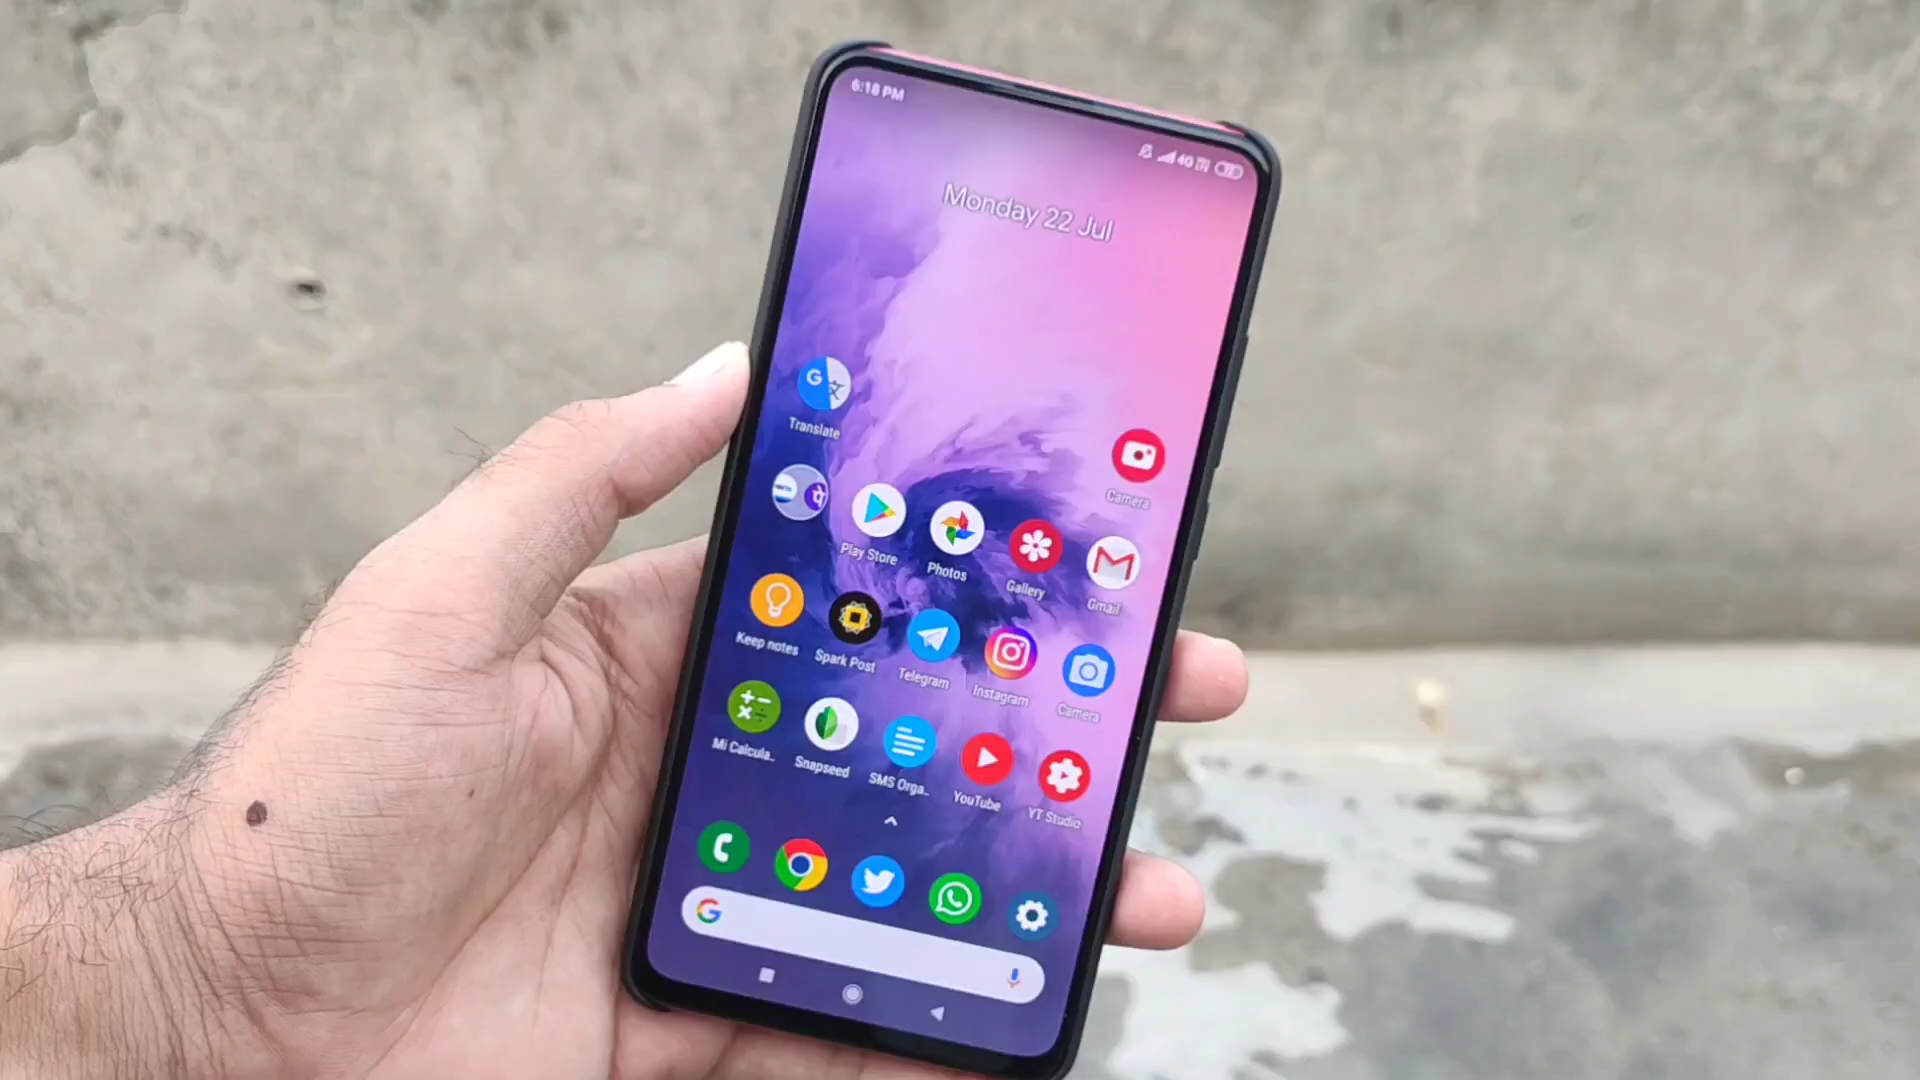 6:18 PM
4G
Monday 22 Jul
Translate
Camera
Play Store
Photos
Gallery
Gmail
Keep notes
Spark Post
Telegram
Instagram
Camera
Mi Calcula..
Snapseed
SMS Orga..
YouTube
YT Studio